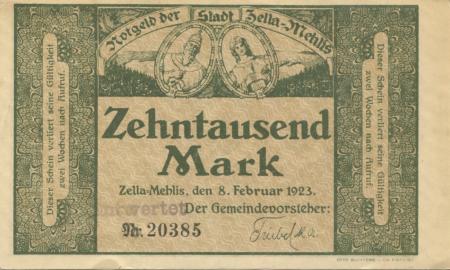 Notgeld der Stadt Zella-Mehlis
Dieser Schein verliert seine Gültigkeit
zwei Wochen nach Aufruf.
Zehntausend
Mark
Zella-Mehlis, den 8. Februar 1923.
entwertet
Der Gemeindevorsteher:
Nr. 20385
Dieser Schein verliert seine Gültigkeit
zwei Wochen nach Aufruf.